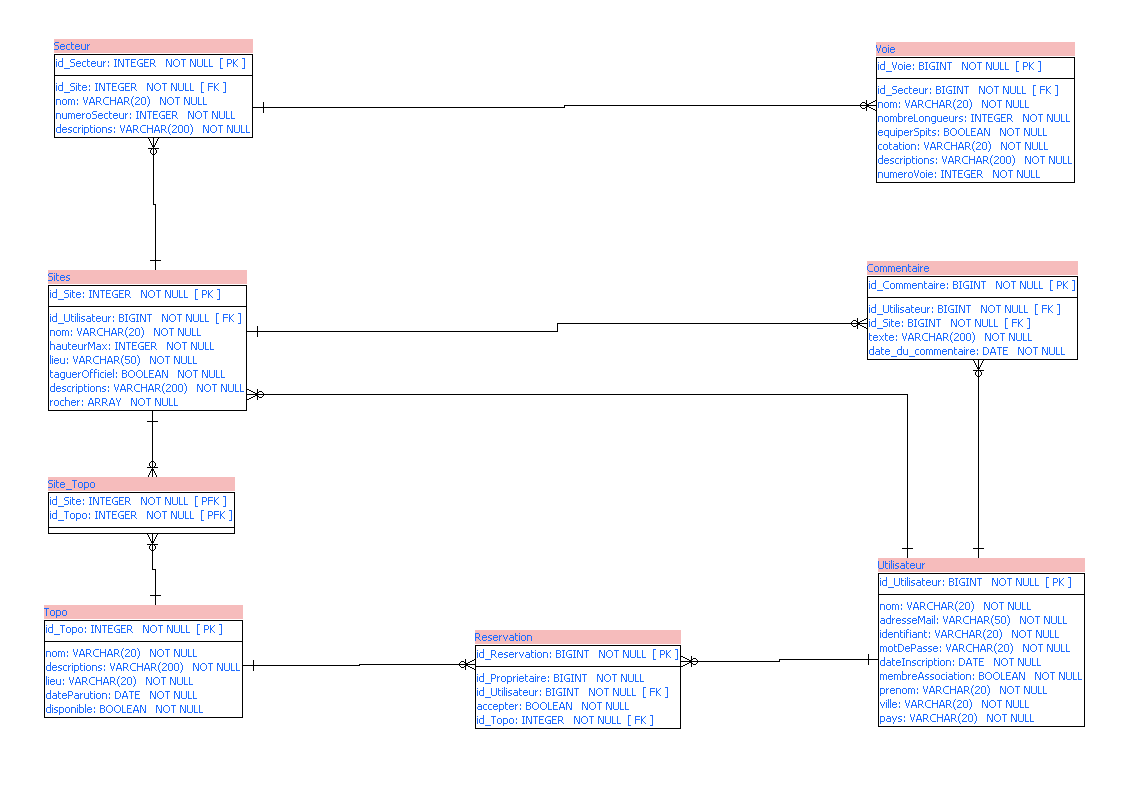 Secteur
id_Secteur: INTEGER NOT NULL [ PK ]
id_Site: INTEGER NOT NULL [ FK ]
nom: VARCHAR(20) NOT NULL
numeroSecteur: INTEGER NOT NULL
descriptions: VARCHAR(200) NOT NULL
Voie
id_Voie: BIGINT NOT NULL [ PK ]
id_Secteur: BIGINT NOT NULL [ FK ]
nom: VARCHAR(20) NOT NULL
nombreLongueurs: INTEGER NOT NULL
equiperSpits: BOOLEAN NOT NULL
cotation: VARCHAR(20) NOT NULL
descriptions: VARCHAR(200) NOT NULL
numeroVoie: INTEGER NOT NULL
Sites
id_Site: INTEGER NOT NULL [ PK ]
id_Utilisateur: BIGINT NOT NULL [ FK ]
nom: VARCHAR(20) NOT NULL
hauteurMax: INTEGER NOT NULL
lieu: VARCHAR(50) NOT NULL
taguerOfficiel: BOOLEAN NOT NULL
descriptions: VARCHAR(200) NOT NULL
rocher: ARRAY NOT NULL
Commentaire
id_Commentaire: BIGINT NOT NULL [ PK ]
id_Utilisateur: BIGINT NOT NULL [ FK ]
id_Site: BIGINT NOT NULL [ FK ]
texte: VARCHAR(200) NOT NULL
date_du_commentaire: DATE NOT NULL
Site_Topo
id_Site: INTEGER NOT NULL [ PFK ]
id_Topo: INTEGER NOT NULL [ PFK ]
Topo
id_Topo: INTEGER NOT NULL [ PK ]
nom: VARCHAR(20) NOT NULL
descriptions: VARCHAR(200) NOT NULL
lieu: VARCHAR(20) NOT NULL
dateParution: DATE NOT NULL
disponible: BOOLEAN NOT NULL
Reservation
id_Reservation: BIGINT NOT NULL [ PK ]
id_Proprietaire: BIGINT NOT NULL
id_Utilisateur: BIGINT NOT NULL [ FK ]
accepter: BOOLEAN NOT NULL
id_Topo: INTEGER NOT NULL [ FK ]
Utilisateur
id_Utilisateur: BIGINT NOT NULL [ PK ]
nom: VARCHAR(20) NOT NULL
adresseMail: VARCHAR(50) NOT NULL
identifiant: VARCHAR(20) NOT NULL
motDePasse: VARCHAR(20) NOT NULL
dateInscription: DATE NOT NULL
membreAssociation: BOOLEAN NOT NULL
prenom: VARCHAR(20) NOT NULL
ville: VARCHAR(20) NOT NULL
pays: VARCHAR(20) NOT NULL